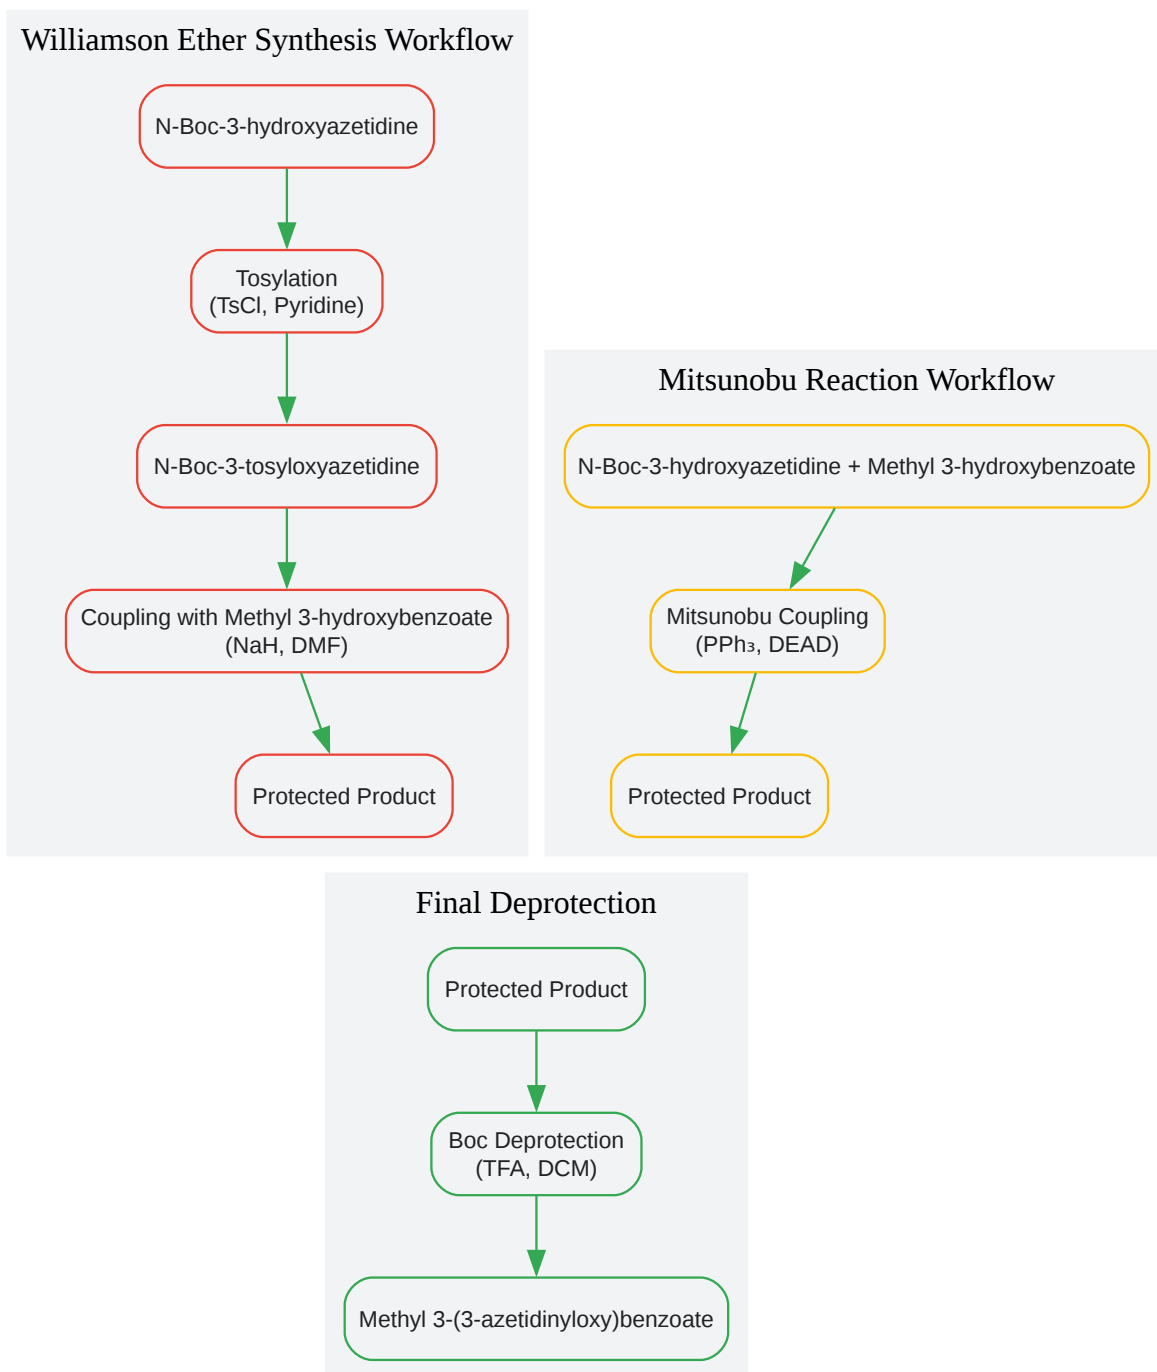 Williamson Ether Synthesis Workflow
N-Boc-3-hydroxyazetidine
Tosylation
(TsCl, Pyridine)
N-Boc-3-tosyloxyazetidine
Coupling with Methyl 3-hydroxybenzoate
(NaH, DMF)
Protected Product
Mitsunobu Reaction Workflow
N-Boc-3-hydroxyazetidine + Methyl 3-hydroxybenzoate
Mitsunobu Coupling
(PPh₃, DEAD)
Protected Product
Final Deprotection
Protected Product
Boc Deprotection
(TFA, DCM)
Methyl 3-(3-azetidinyloxy)benzoate